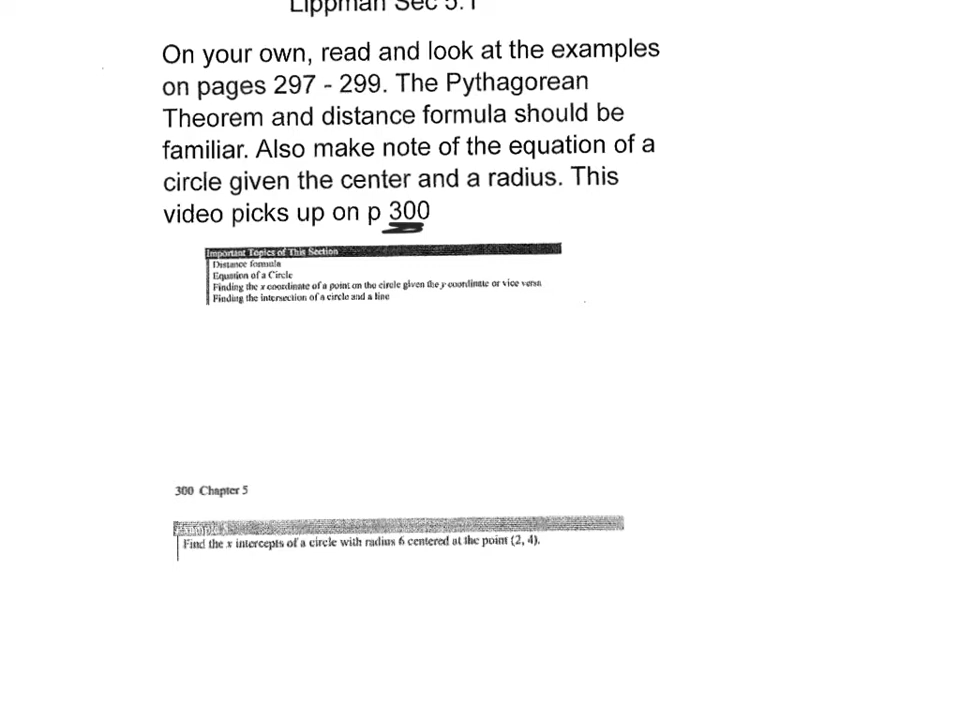 Lippman Sec 5.1
On your own, read and look at the examples
on pages 297 - 299. The Pythagorean
Theorem and distance formula should be
familiar. Also make note of the equation of a
circle given the center and a radius. This
video picks up on p 300
Important Topics of This Section
Distance formula
Equation of a Circle
Finding the x coordinate of a point on the circle given the y coordinate or vice versa
Finding the intersection of a circle and a line
300 Chapter 5
Example
Find the x intercepts of a circle with radius 6 centered at the point (2, 4).